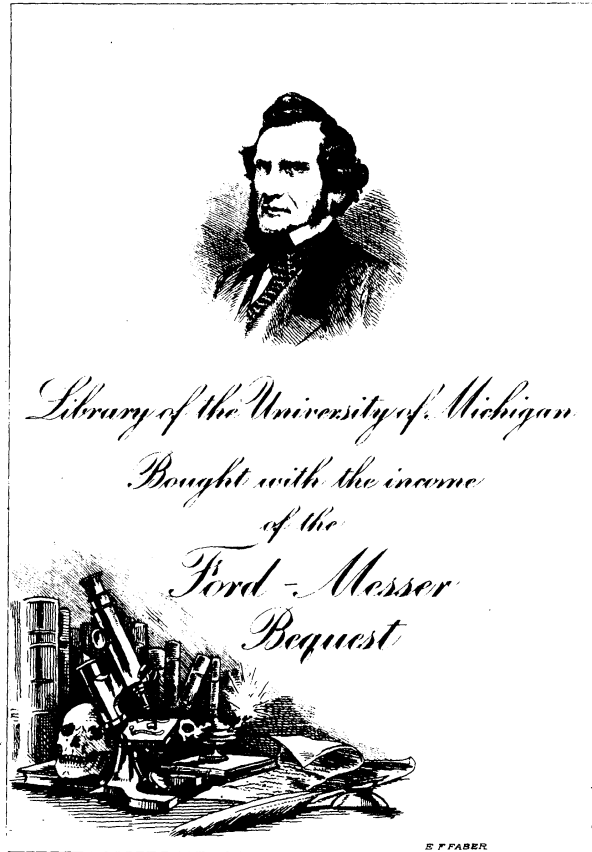 Library of the University of Michigan
Bought with the income
of the
Ford - Messer
Bequest
E F FABER